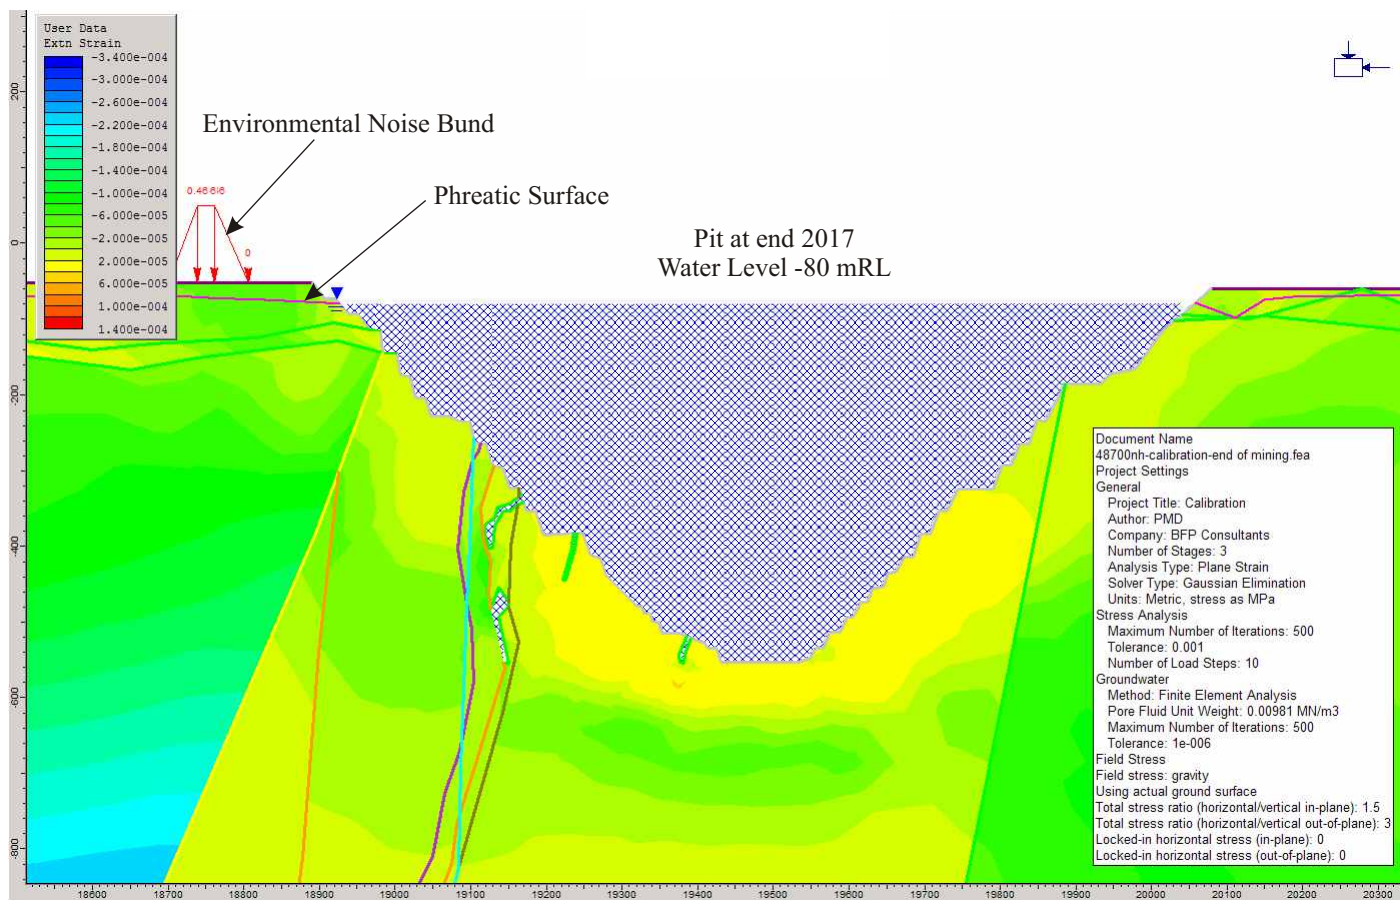 User Data
Extn Strain
-3.400e-004
-3.000e-004
-2.600e-004
-2.200e-004
-1.800e-004
-1.400e-004
-1.000e-004
-6.000e-005
-2.000e-005
2.000e-005
6.000e-005
1.000e-004
1.400e-004
Environmental Noise Bund
Phreatic Surface
0
Pit at end 2017
Water Level -80 mRL
Document Name
48700nh-calibration-end of mining.fea
Project Settings
General
Project Title: Calibration
Author: PMD
Company: BFP Consultants
Number of Stages: 3
Analysis Type: Plane Strain
Solver Type: Gaussian Elimination
Units: Metric, stress as MPa
Stress Analysis
Maximum Number of Iterations: 500
Tolerance: 0.001
Number of Load Steps: 10
Groundwater
Method: Finite Element Analysis
Pore Fluid Unit Weight: 0.00981 MN/m3
Maximum Number of Iterations: 500
Tolerance: 1e-006
Field Stress
Field stress: gravity
Using actual ground surface
Total stress ratio (horizontal/vertical in-plane): 1.5
Total stress ratio (horizontal/vertical out-of-plane): 3
Locked-in horizontal stress (in-plane): 0
Locked-in horizontal stress (out-of-plane): 0
200
0
-200
-400
-600
-800
18600 18700 18800 18900 19000 19100 19200 19300 19400 19500 19600 19700 19800 19900 20000 20100 20200 20300